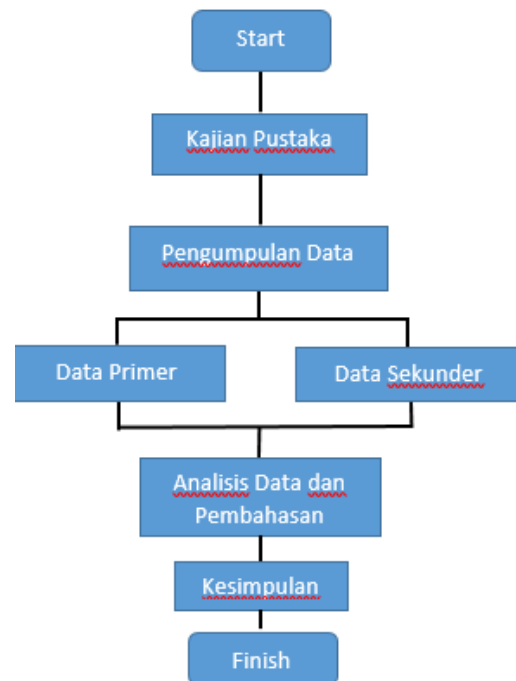 Start
Kajian Pustaka
Pengumpulan Data
Data Primer
Data Sekunder
Analisis Data dan
Pembahasan
Kesimpulan
Finish